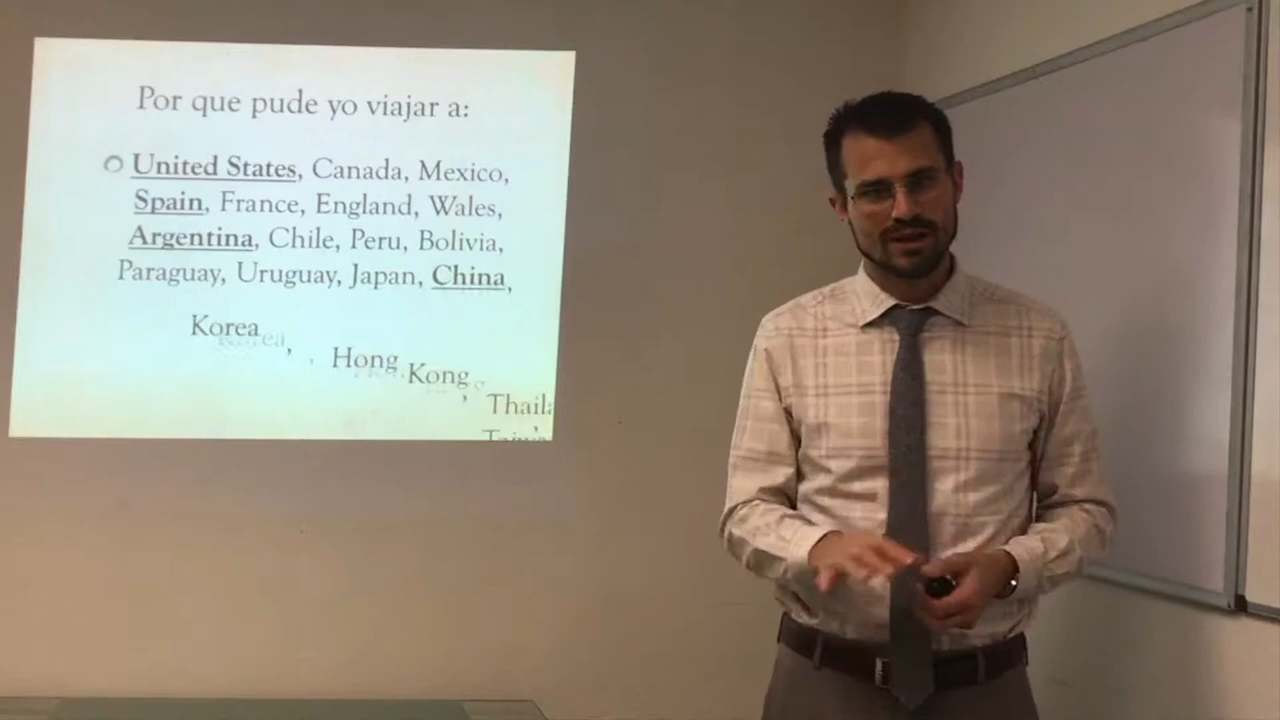 Por que pude yo viajar a:
United States, Canada, Mexico,
Spain, France, England, Wales,
Argentina, Chile, Peru, Bolivia,
Paraguay, Uruguay, Japan, China,
Korea,
Hong Kong,